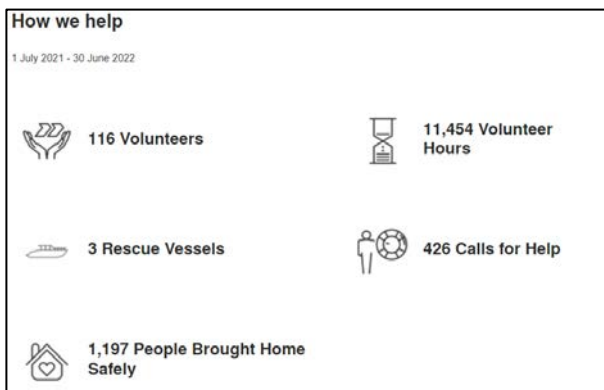 How we help
1 July 2021 - 30 June 2022
116 Volunteers
11,454 Volunteer
Hours
3 Rescue Vessels
426 Calls for Help
1,197 People Brought Home
Safely